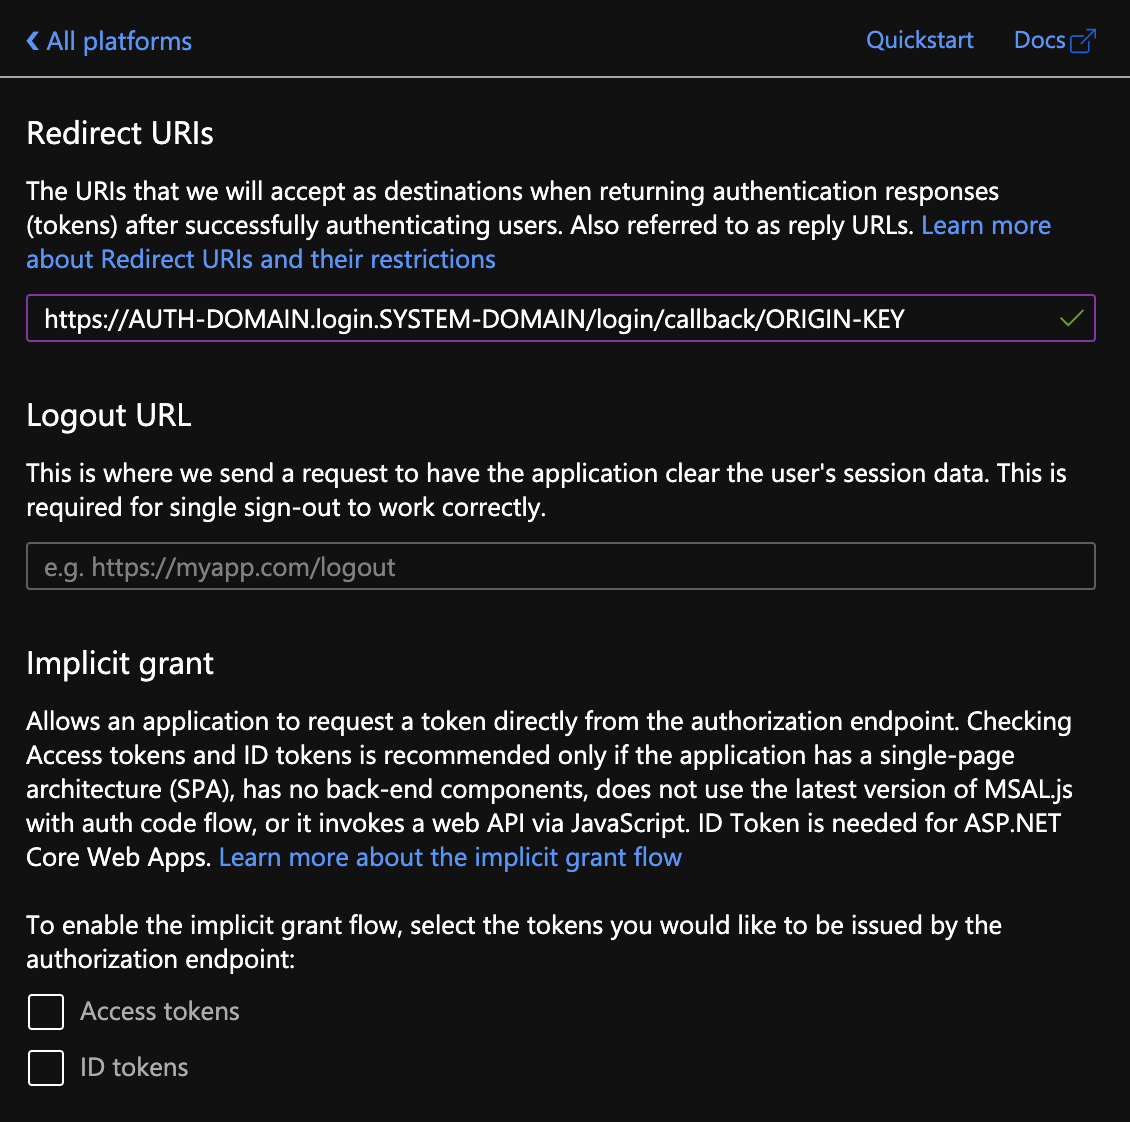 All platforms
Quickstart
Docs
Redirect URIs
The URIs that we will accept as destinations when returning authentication responses
(tokens) after successfully authenticating users. Also referred to as reply URLs. Learn more
about Redirect URIs and their restrictions
https://AUTH-DOMAIN.login.SYSTEM-DOMAIN/login/callback/ORIGIN-KEY
Logout URL
This is where we send a request to have the application clear the user's session data. This is
required for single sign-out to work correctly.
e.g. https://myapp.com/logout
Implicit grant
Allows an application to request a token directly from the authorization endpoint. Checking
Access tokens and ID tokens is recommended only if the application has a single-page
architecture (SPA), has no back-end components, does not use the latest version of MSAL.js
with auth code flow, or it invokes a web API via JavaScript. ID Token is needed for ASP.NET
Core Web Apps. Learn more about the implicit grant flow
To enable the implicit grant flow, select the tokens you would like to be issued by the
authorization endpoint:
Access tokens
ID tokens